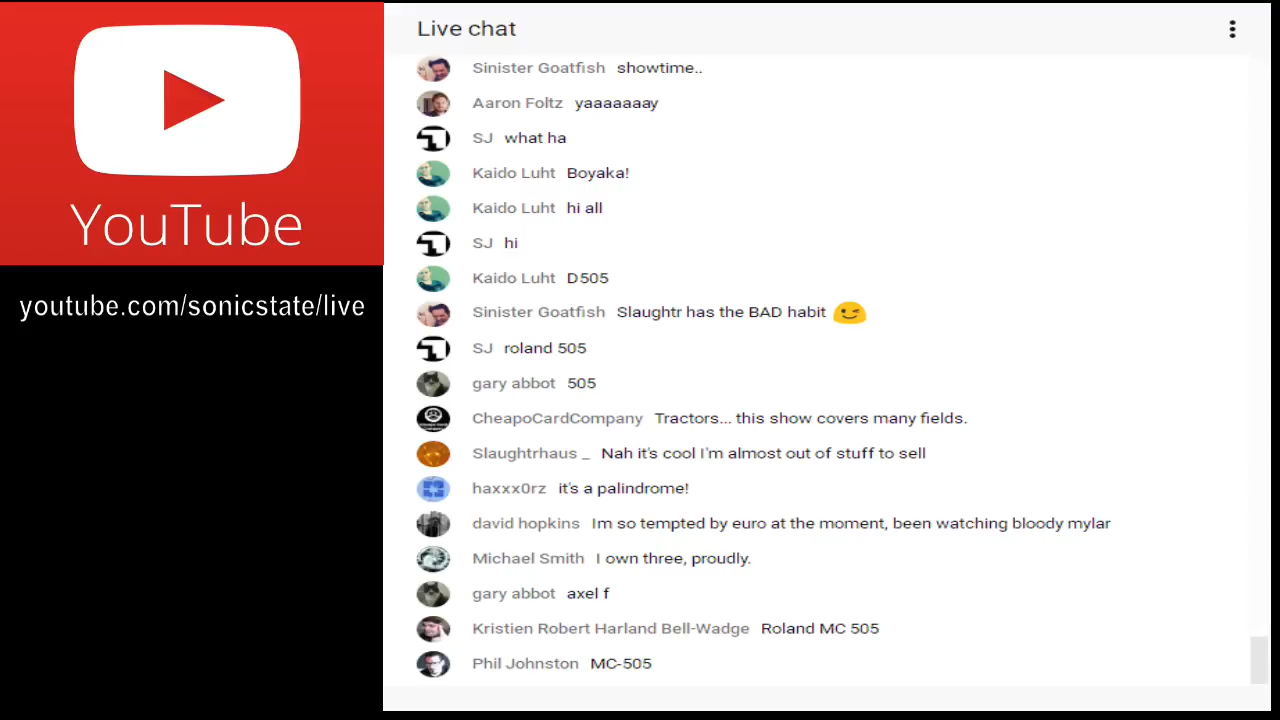 YouTube
youtube.com/sonicstate/live
Live chat
Sinister Goatfish showtime..
Aaron Foltz yaaaaaaay
SJ what ha
Kaido Luht Boyaka!
Kaido Luht hi all
SJ hi
Kaido Luht D505
Sinister Goatfish Slaughtr has the BAD habit 😉
SJ roland 505
gary abbot 505
CheapoCardCompany Tractors... this show covers many fields.
Slaughtrhaus _ Nah it's cool I'm almost out of stuff to sell
haxxx0rz it's a palindrome!
david hopkins Im so tempted by euro at the moment, been watching bloody mylar
Michael Smith I own three, proudly.
gary abbot axel f
Kristien Robert Harland Bell-Wadge Roland MC 505
Phil Johnston MC-505